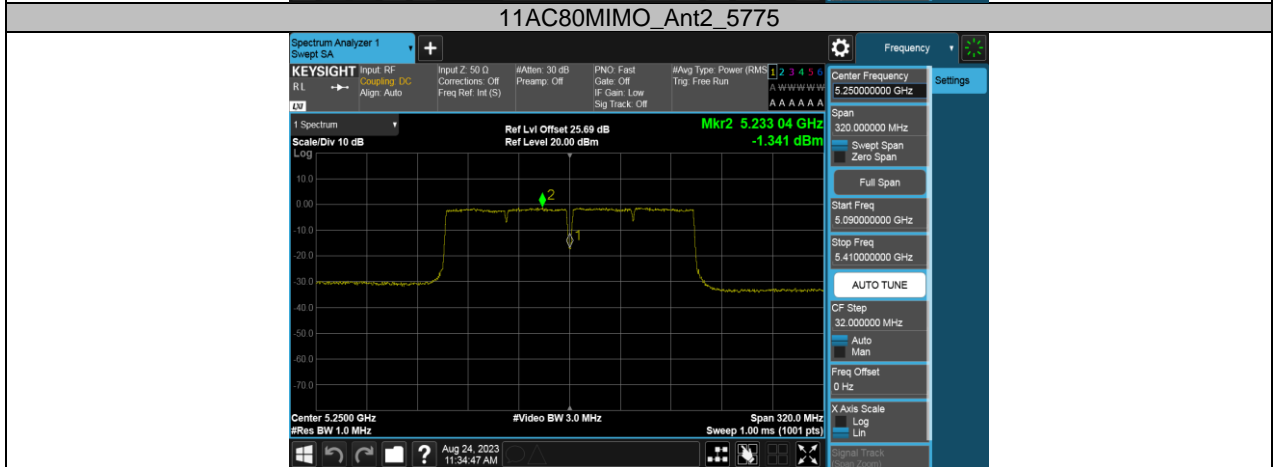 11AC80MIMO_Ant2_5775
Spectrum Analyzer 1
Swept SA
+
Frequency
KEYSIGHT
RL
LXI
Input: RF
Coupling: DC
Align: Auto
Input Z: 50 Ω
Corrections: Off
Freq Ref: Int (S)
#Atten: 30 dB
Preamp: Off
PNO: Fast
Gate: Off
IF Gain: Low
Sig Track: Off
#Avg Type: Power (RMS
Trig: Free Run
1 2 3 4 5 6
A W W W W W
A A A A A A
Center Frequency
5.250000000 GHz
Settings
Span
320.000000 MHz
Swept Span
Zero Span
Full Span
Start Freq
5.090000000 GHz
Stop Freq
5.410000000 GHz
AUTO TUNE
CF Step
32.000000 MHz
Auto
Man
Freq Offset
0 Hz
X Axis Scale
Log
Lin
Signal Track
(Span Zoom)
1 Spectrum
Scale/Div 10 dB
Log
Ref Lvl Offset 25.69 dB
Ref Level 20.00 dBm
Mkr2 5.233 04 GHz
-1.341 dBm
10.0
0.00
-10.0
-20.0
-30.0
-40.0
-50.0
-60.0
-70.0
2
1
Center 5.2500 GHz
#Res BW 1.0 MHz
#Video BW 3.0 MHz
Span 320.0 MHz
Sweep 1.00 ms (1001 pts)
?
Aug 24, 2023
11:34:47 AM